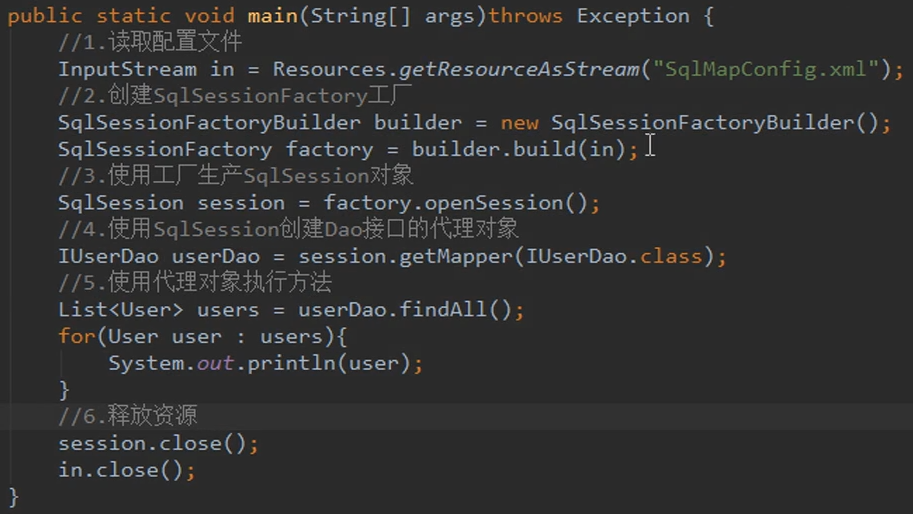 public static void main(String[] args)throws Exception {
//1.读取配置文件
InputStream in = Resources.getResourceAsStream("SqlMapConfig.xml");
//2.创建SqlSessionFactory工厂
SqlSessionFactoryBuilder builder = new SqlSessionFactoryBuilder();
SqlSessionFactory factory = builder.build(in);
//3.使用工厂生产SqlSession对象
SqlSession session = factory.openSession();
//4.使用SqlSession创建Dao接口的代理对象
IUserDao userDao = session.getMapper(IUserDao.class);
//5.使用代理对象执行方法
List<User> users = userDao.findAll();
for(User user : users){
System.out.println(user);
}
//6.释放资源
session.close();
in.close();
}